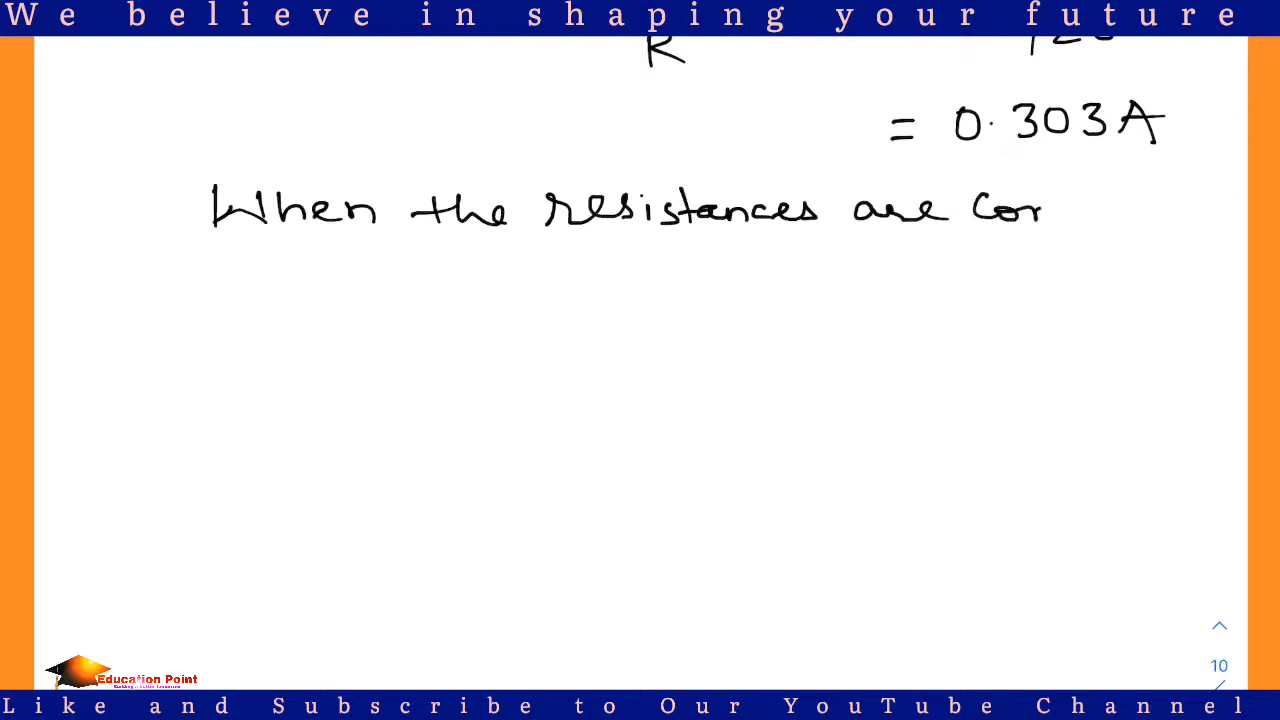 We believe in shaping your future
R
= 0.303A
When the resistances are cor
Education Point
10
Like and Subscribe to Our YouTube Channel